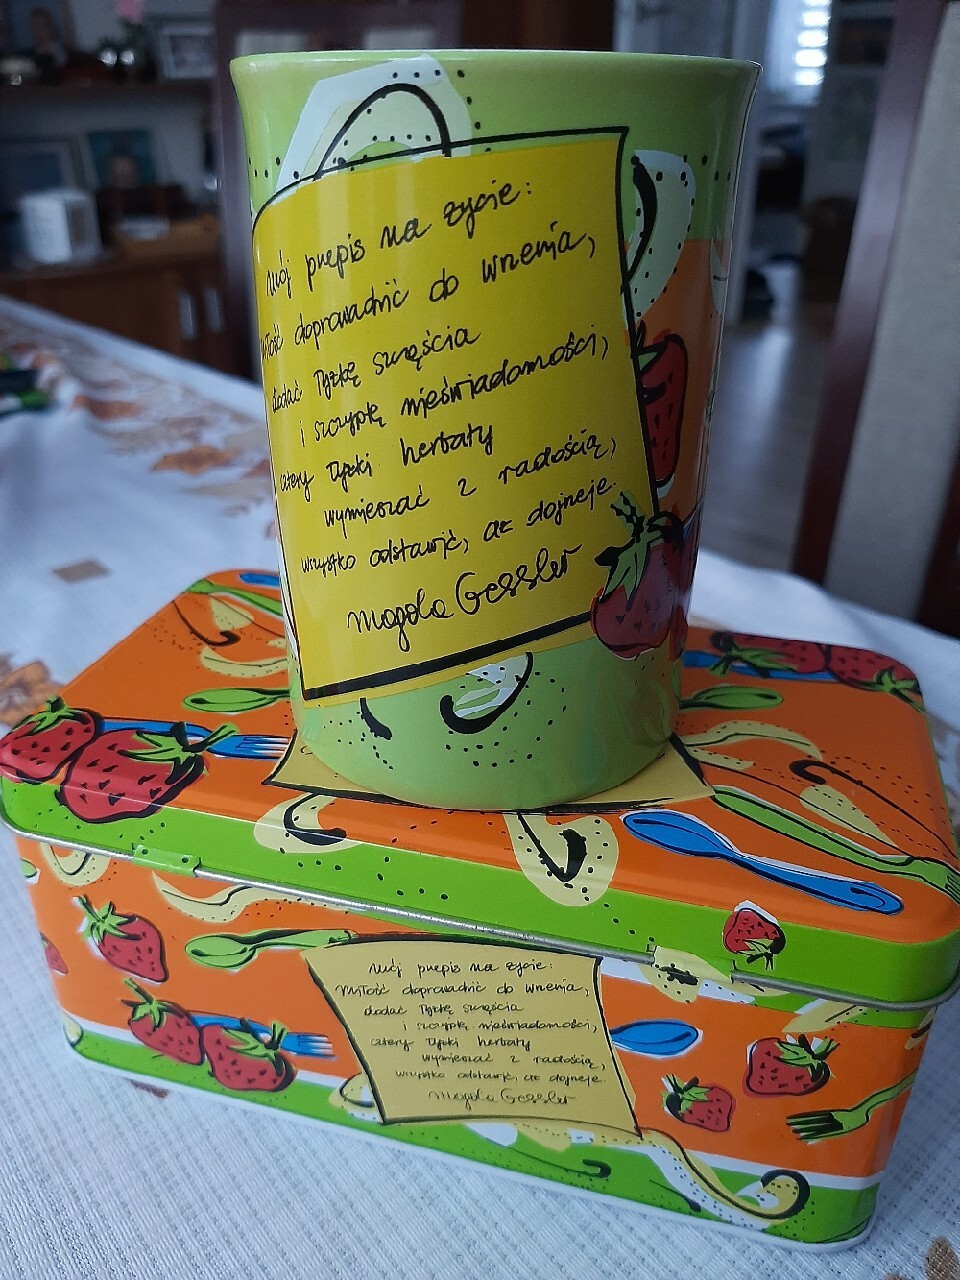 Mój przepis na życie:
miłość doprowadzić do wrzenia,
dodać łyżkę szczęścia
i szczyptę nieświadomości,
cztery łyżki herbaty
wymieszać z radością,
wszystko odstawić, aż dojrzeje.
Magda Gessler
Mój przepis na życie:
miłość doprowadzić do wrzenia,
dodać łyżkę szczęścia
i szczyptę nieświadomości,
cztery łyżki herbaty
wymieszać z radością,
wszystko odstawić, aż dojrzeje.
Magda Gessler